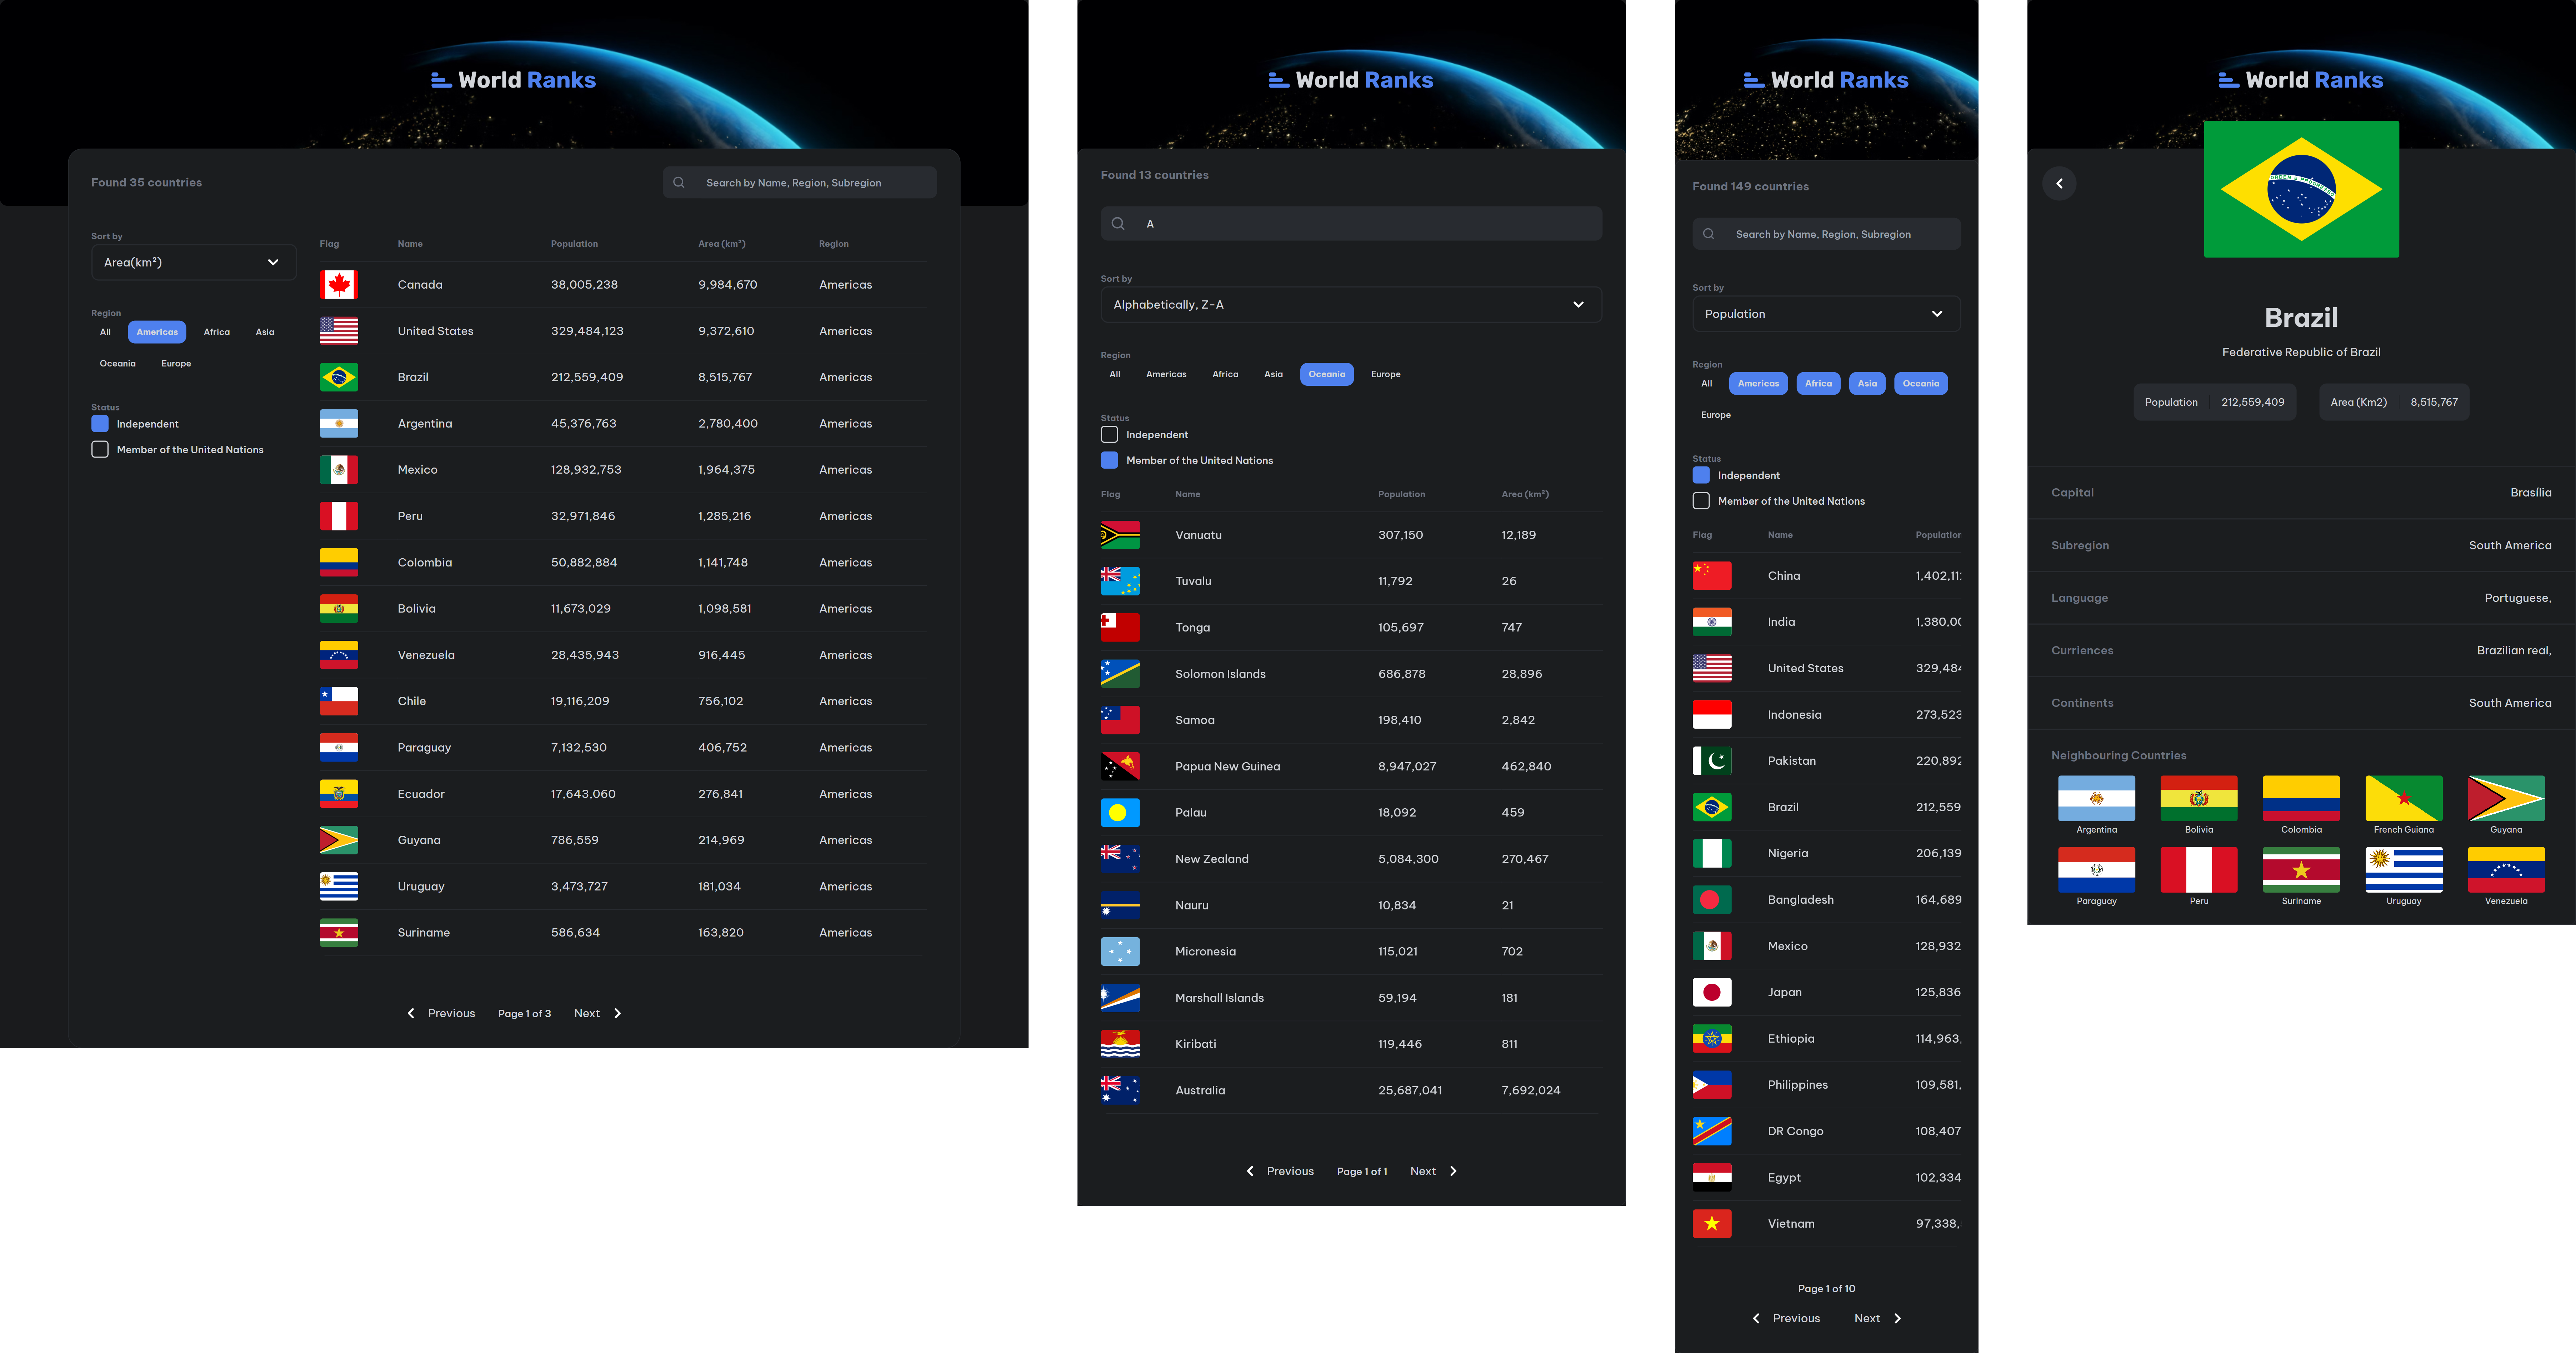 World Ranks
Found 35 countries
Search by Name, Region, Subregion
Sort by
Area(km²)
Region
All Americas Africa Asia
Oceania Europe
Status
Independent
Member of the United Nations
Flag Name Population Area (km²) Region
Canada 38,005,238 9,984,670 Americas
United States 329,484,123 9,372,610 Americas
Brazil 212,559,409 8,515,767 Americas
Argentina 45,376,763 2,780,400 Americas
Mexico 128,932,753 1,964,375 Americas
Peru 32,971,846 1,285,216 Americas
Colombia 50,882,884 1,141,748 Americas
Bolivia 11,673,029 1,098,581 Americas
Venezuela 28,435,943 916,445 Americas
Chile 19,116,209 756,102 Americas
Paraguay 7,132,530 406,752 Americas
Ecuador 17,643,060 276,841 Americas
Guyana 786,559 214,969 Americas
Uruguay 3,473,727 181,034 Americas
Suriname 586,634 163,820 Americas
Previous Page 1 of 3 Next
World Ranks
Found 13 countries
A
Sort by
Alphabetically, Z-A
Region
All Americas Africa Asia Oceania Europe
Status
Independent
Member of the United Nations
Flag Name Population Area (km²)
Vanuatu 307,150 12,189
Tuvalu 11,792 26
Tonga 105,697 747
Solomon Islands 686,878 28,896
Samoa 198,410 2,842
Papua New Guinea 8,947,027 462,840
Palau 18,092 459
New Zealand 5,084,300 270,467
Nauru 10,834 21
Micronesia 115,021 702
Marshall Islands 59,194 181
Kiribati 119,446 811
Australia 25,687,041 7,692,024
Previous Page 1 of 1 Next
World Ranks
Found 149 countries
Search by Name, Region, Subregion
Sort by
Population
Region
All Americas Africa Asia Oceania
Europe
Status
Independent
Member of the United Nations
Flag Name Population
China 1,402,11
India 1,380,00
United States 329,484
Indonesia 273,523
Pakistan 220,892
Brazil 212,559
Nigeria 206,139
Bangladesh 164,689
Mexico 128,932
Japan 125,836
Ethiopia 114,963,
Philippines 109,581,
DR Congo 108,407
Egypt 102,334
Vietnam 97,338,
Page 1 of 10
Previous Next
World Ranks
ORDEM E PROGRESSO
Brazil
Federative Republic of Brazil
Population 212,559,409 Area (Km2) 8,515,767
Capital Brasília
Subregion South America
Language Portuguese,
Curriences Brazilian real,
Continents South America
Neighbouring Countries
Argentina Bolivia Colombia French Guiana Guyana
Paraguay Peru Suriname Uruguay Venezuela